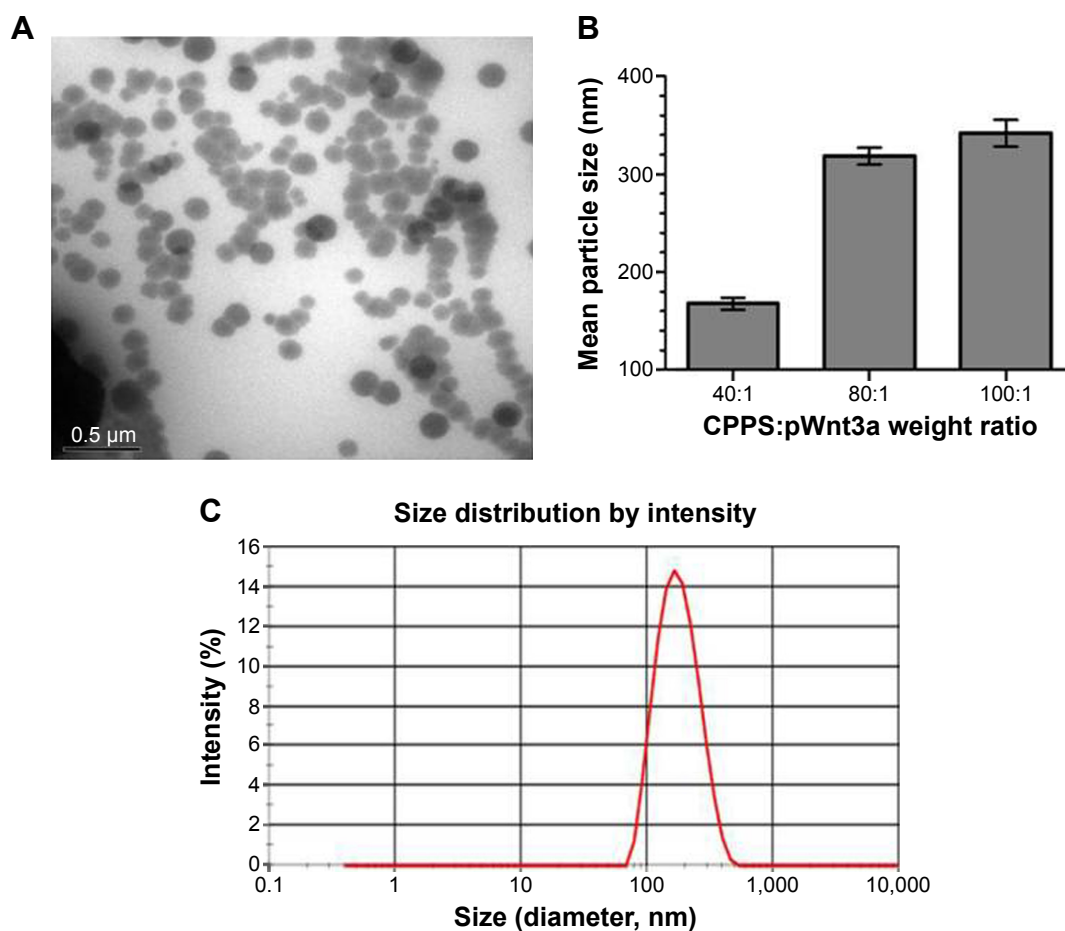 A
0.5 μm
B
Mean particle size (nm)
400
300
200
100
40:1 80:1 100:1
CPPS:pWnt3a weight ratio
C
Size distribution by intensity
Intensity (%)
16
14
12
10
8
6
4
2
0
0.1 1 10 100 1,000 10,000
Size (diameter, nm)